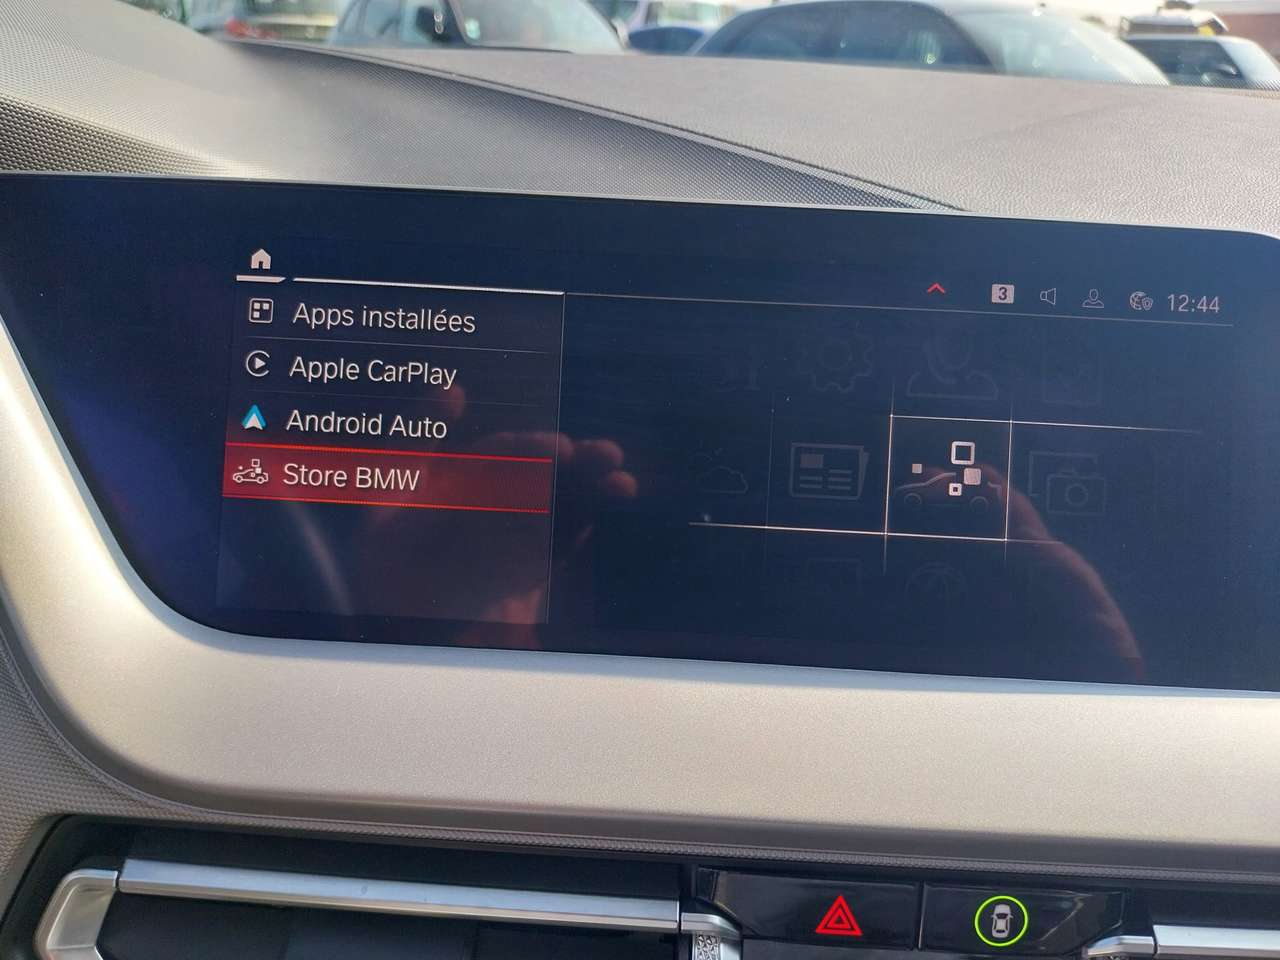 3
12:44
Apps installées
Apple CarPlay
Android Auto
Store BMW